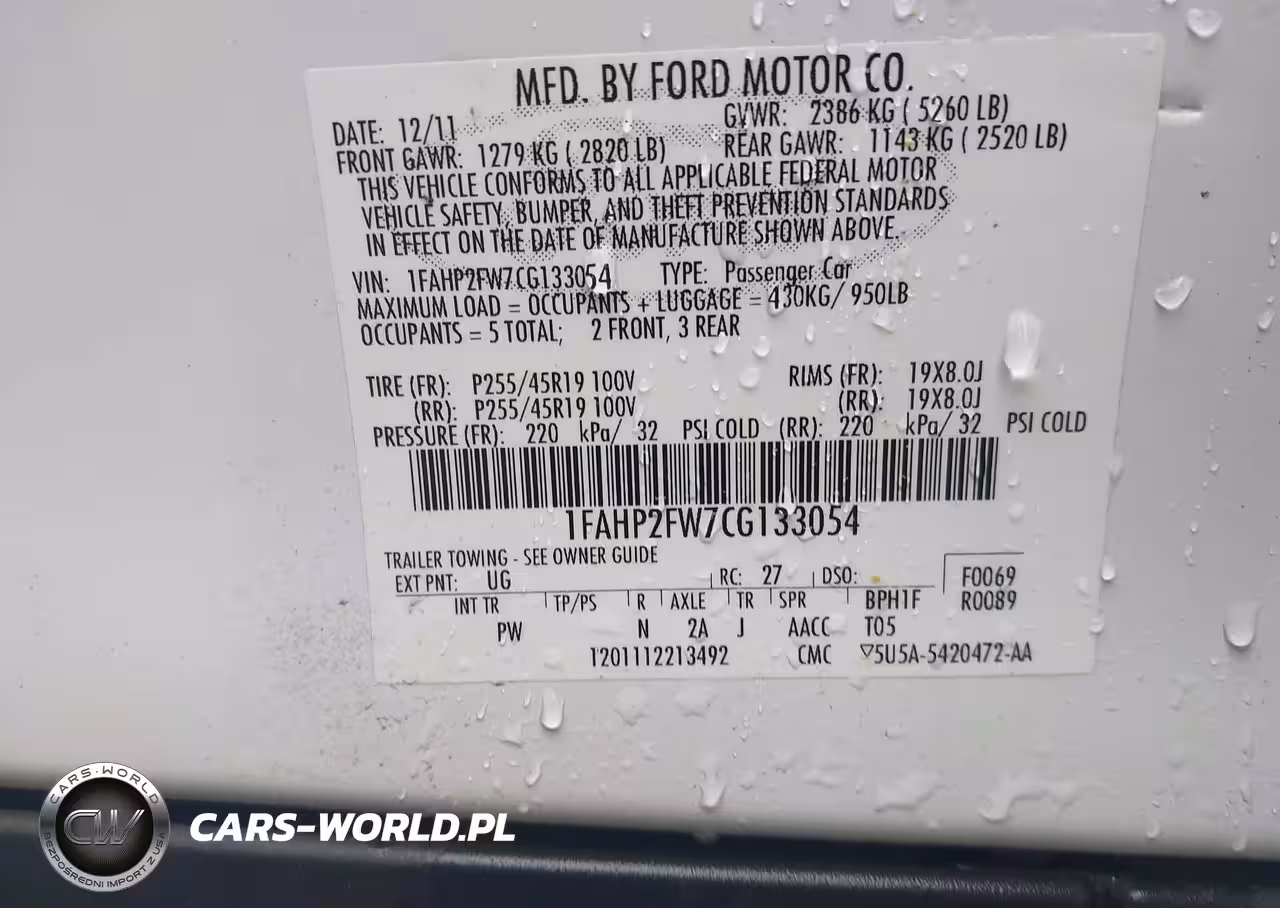 MFD. BY FORD MOTOR CO.
DATE: 12/11 GVWR: 2386 KG ( 5260 LB)
FRONT GAWR: 1279 KG ( 2820 LB) REAR GAWR: 1143 KG ( 2520 LB)
THIS VEHICLE CONFORMS TO ALL APPLICABLE FEDERAL MOTOR
VEHICLE SAFETY, BUMPER, AND THEFT PREVENTION STANDARDS
IN EFFECT ON THE DATE OF MANUFACTURE SHOWN ABOVE.
VIN: 1FAHP2FW7CG133054 TYPE: Passenger Car
MAXIMUM LOAD = OCCUPANTS + LUGGAGE = 430KG/ 950LB
OCCUPANTS = 5 TOTAL; 2 FRONT, 3 REAR
TIRE (FR): P255/45R19 100V RIMS (FR): 19X8.0J
(RR): P255/45R19 100V (RR): 19X8.0J
PRESSURE (FR): 220 kPa/ 32 PSI COLD (RR): 220 kPa/ 32 PSI COLD
1FAHP2FW7CG133054
TRAILER TOWING - SEE OWNER GUIDE
EXT PNT: UG RC: 27 DSO: F0069
INT TR TP/PS R AXLE TR SPR BPH1F R0089
PW N 2A J AACC T05
1201112213492 CMC ▽5U5A-5420472-AA
CARS-WORLD
CW
BEZPOŚREDNI IMPORT Z USA
CARS-WORLD.PL